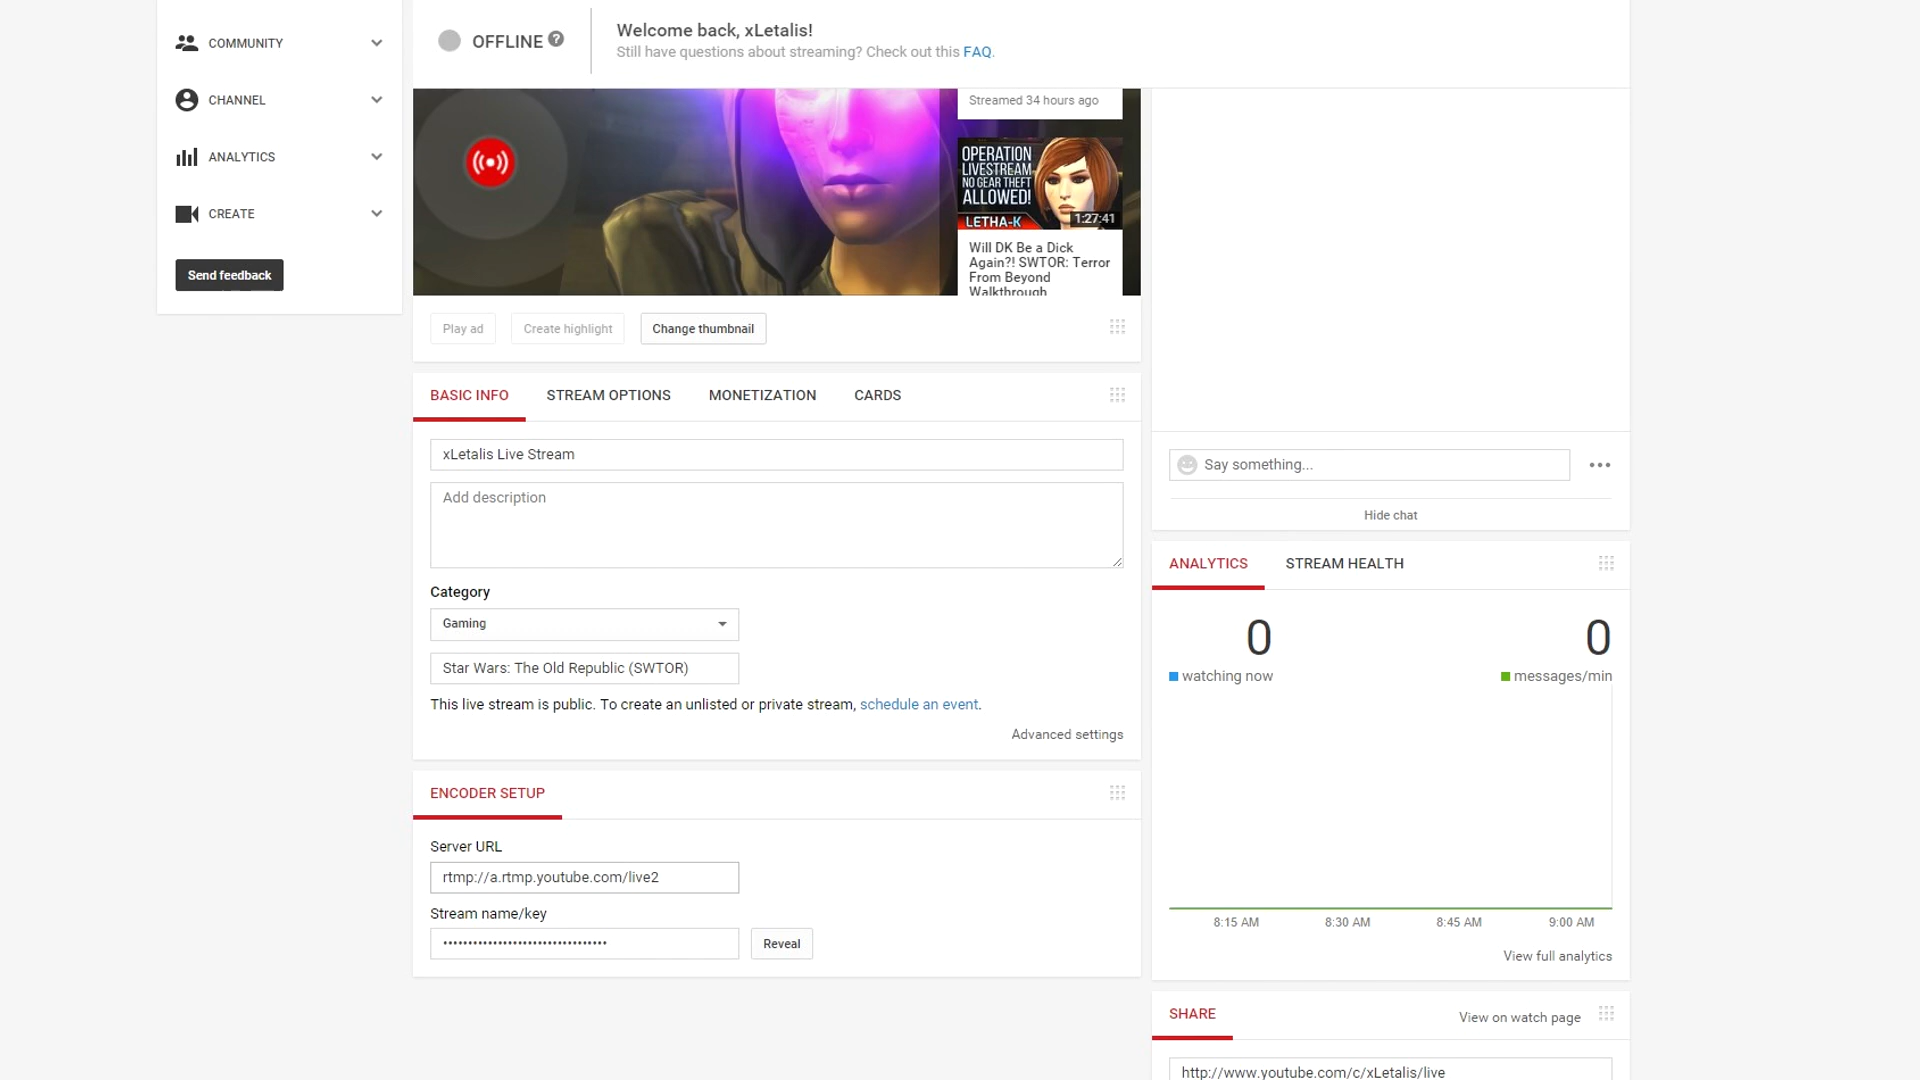 COMMUNITY
CHANNEL
ANALYTICS
CREATE
Send feedback
OFFLINE ?
Welcome back, xLetalis!
Still have questions about streaming? Check out this FAQ.
Streamed 34 hours ago
OPERATION
LIVESTREAM
NO GEAR THEFT
ALLOWED!
LETHA-K
1:27:41
Will DK Be a Dick
Again?! SWTOR: Terror
From Beyond
Walkthrough
Play ad
Create highlight
Change thumbnail
BASIC INFO
STREAM OPTIONS
MONETIZATION
CARDS
xLetalis Live Stream
Add description
Category
Gaming
Star Wars: The Old Republic (SWTOR)
This live stream is public. To create an unlisted or private stream, schedule an event.
Advanced settings
ENCODER SETUP
Server URL
rtmp://a.rtmp.youtube.com/live2
Stream name/key
•••••••••••••••••••••••••••••••••
Reveal
Say something...
Hide chat
ANALYTICS
STREAM HEALTH
0
0
watching now
messages/min
8:15 AM
8:30 AM
8:45 AM
9:00 AM
View full analytics
SHARE
View on watch page
http://www.youtube.com/c/xLetalis/live